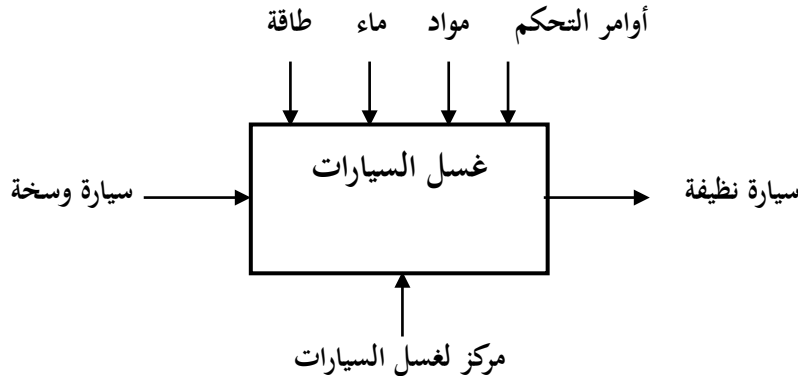 أوامر التحكم مواد ماء طاقة
غسل السيارات
سيارة وسخة سيارة نظيفة
مركز لغسل السيارات